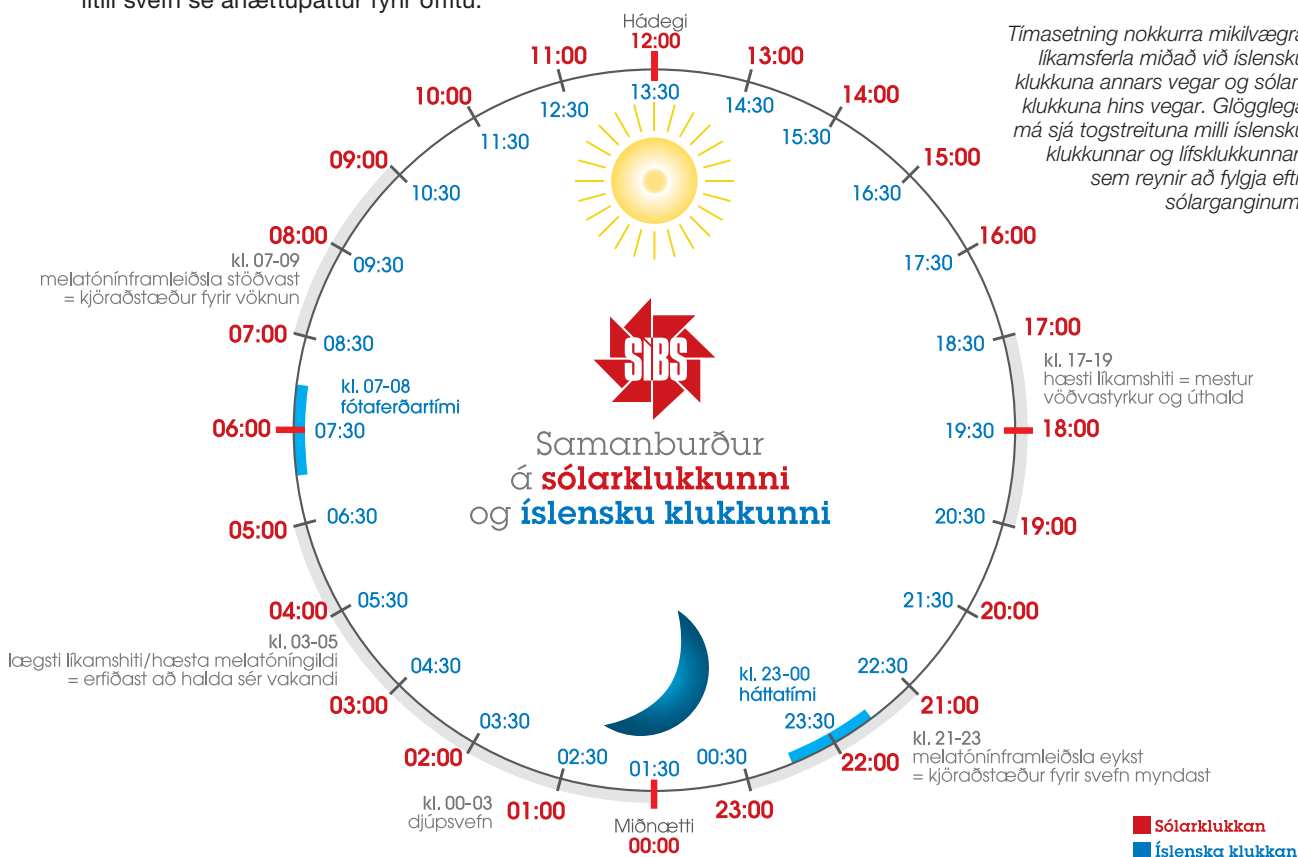 lítill svefn sé áhættuþáttur fyrir offitu.
Tímasetning nokkurra mikilvægra
líkamsferla miðað við íslensku
klukkuna annars vegar og sólar
klukkuna hins vegar. Glögglega
má sjá togstreituna milli íslensku
klukkunnar og lífsklukkunnar
sem reynir að fylgja eftir
sólarganginum
Hádegi
12:00
13:30
13:00
14:30
14:00
15:30
15:00
16:30
16:00
17:30
17:00
18:30
kl. 17-19
hæsti líkamshiti = mestur
vöðvastyrkur og úthald
18:00
19:30
19:00
20:30
20:00
21:30
21:00
22:30
kl. 21-23
melatónínframleiðsla eykst
= kjöraðstæður fyrir svefn myndast
22:00
23:30
kl. 23-00
háttatími
23:00
00:30
01:30
Miðnætti
00:00
01:00
02:30
kl. 00-03
djúpsvefn
02:00
03:30
03:00
04:30
kl. 03-05
lægsti líkamshiti/hæsta melatóníngildi
= erfiðast að halda sér vakandi
04:00
05:30
05:00
06:30
06:00
07:30
kl. 07-08
fótaferðartími
07:00
08:30
kl. 07-09
melatónínframleiðsla stöðvast
= kjöraðstæður fyrir vöknun
08:00
09:30
09:00
10:30
10:00
11:30
11:00
12:30
SÍBS
Samanburður
á sólarklukkunni
og íslensku klukkunni
Sólarklukkan
Íslenska klukkan